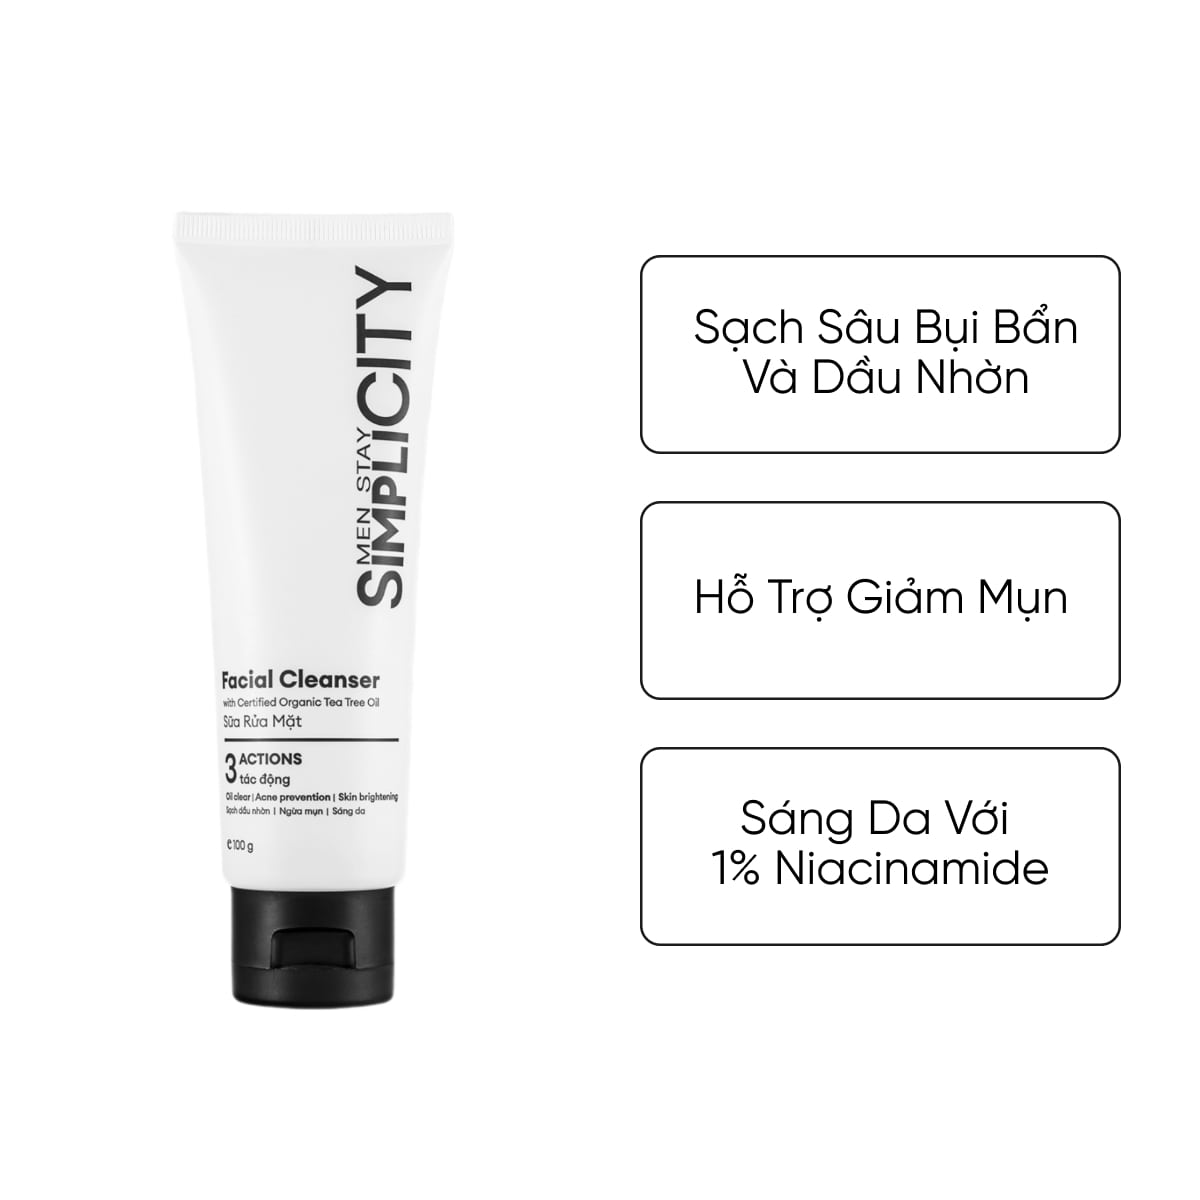 MEN STAY
SIMPLICITY
Facial Cleanser
with Certified Organic Tea Tree Oil
Sữa Rửa Mặt
3 ACTIONS
tác động
Oil clear | Acne prevention | Skin brightening
Sạch dầu nhờn | Ngừa mụn | Sáng da
e 100 g
Sạch Sâu Bụi Bẩn
Và Dầu Nhờn
Hỗ Trợ Giảm Mụn
Sáng Da Với
1% Niacinamide